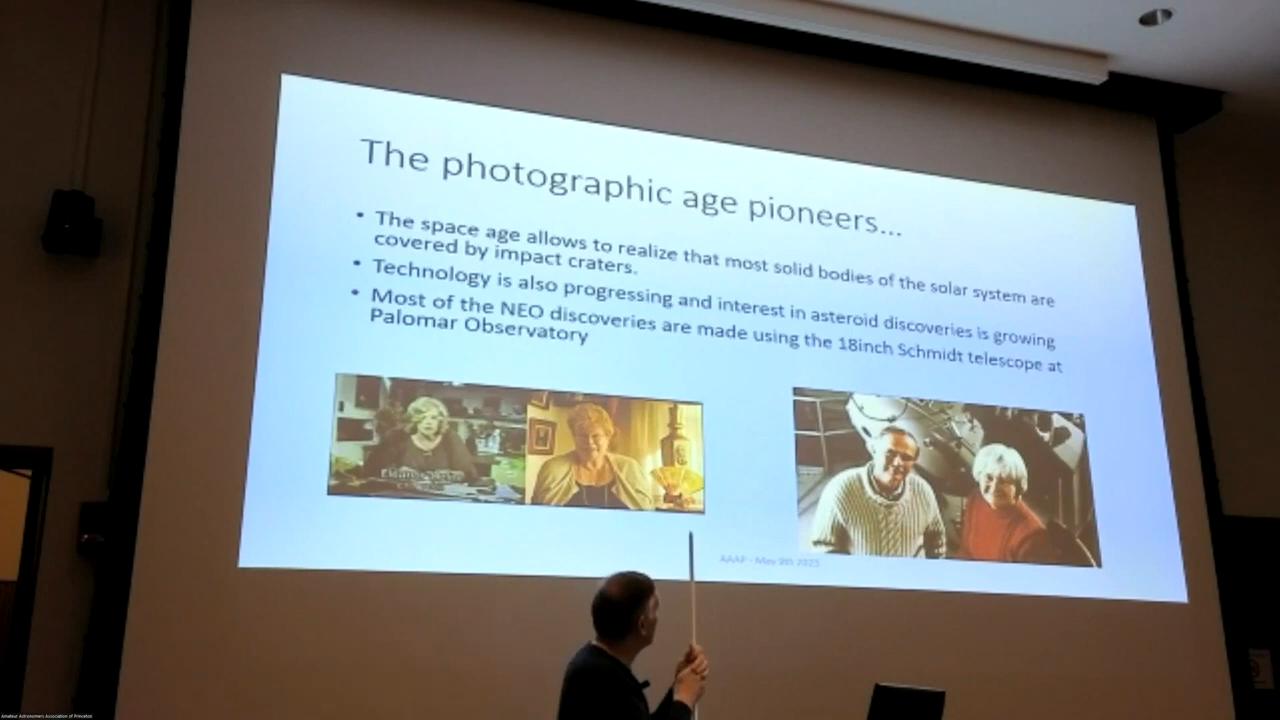 The photographic age pioneers...
• The space age allows to realize that most solid bodies of the solar system are
covered by impact craters.
• Technology is also progressing and interest in asteroid discoveries is growing
• Most of the NEO discoveries are made using the 18inch Schmidt telescope at
Palomar Observatory
AAAP - May 9th 2023
Amateur Astronomers Association of Princeton